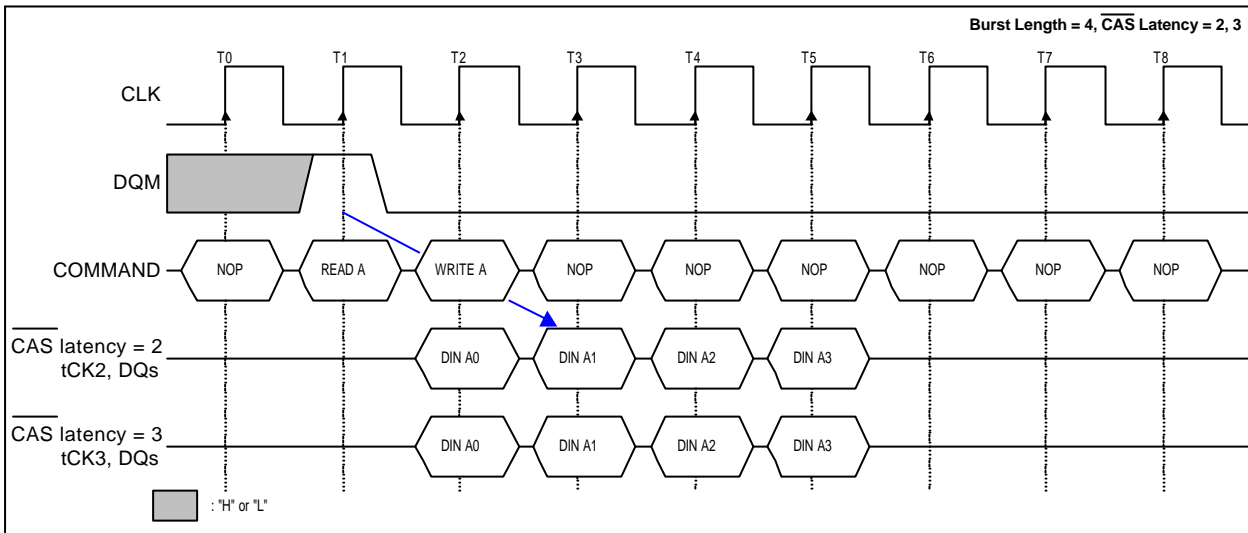 Burst Length = 4, CAS Latency = 2, 3
T0 T1 T2 T3 T4 T5 T6 T7 T8
CLK
DQM
COMMAND NOP READ A WRITE A NOP NOP NOP NOP NOP NOP
CAS latency = 2
tCK2, DQs
DIN A0 DIN A1 DIN A2 DIN A3
CAS latency = 3
tCK3, DQs
DIN A0 DIN A1 DIN A2 DIN A3
: "H" or "L"